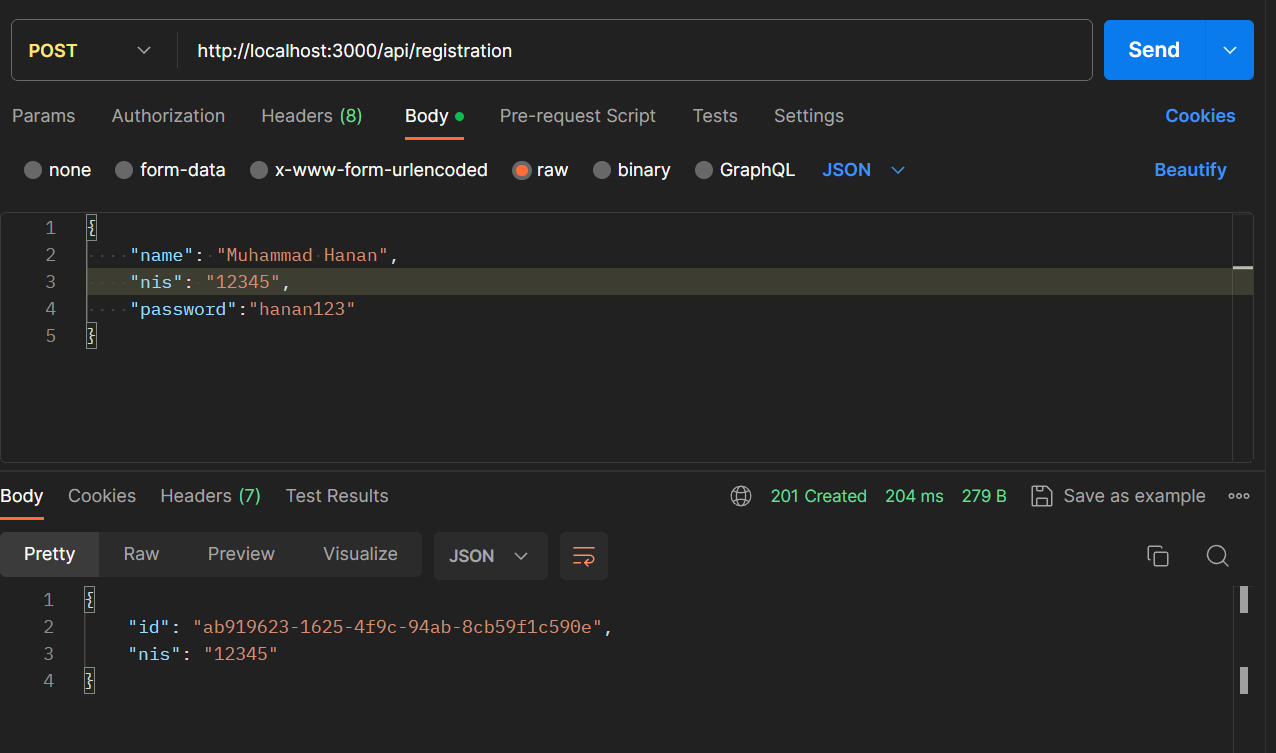 POST http://localhost:3000/api/registration Send
Params Authorization Headers (8) Body Pre-request Script Tests Settings Cookies
none form-data x-www-form-urlencoded raw binary GraphQL JSON Beautify
1 {
2 "name": "Muhammad Hanan",
3 "nis": "12345",
4 "password":"hanan123"
5 }
Body Cookies Headers (7) Test Results 201 Created 204 ms 279 B Save as example
Pretty Raw Preview Visualize JSON
1 {
2 "id": "ab919623-1625-4f9c-94ab-8cb59f1c590e",
3 "nis": "12345"
4 }